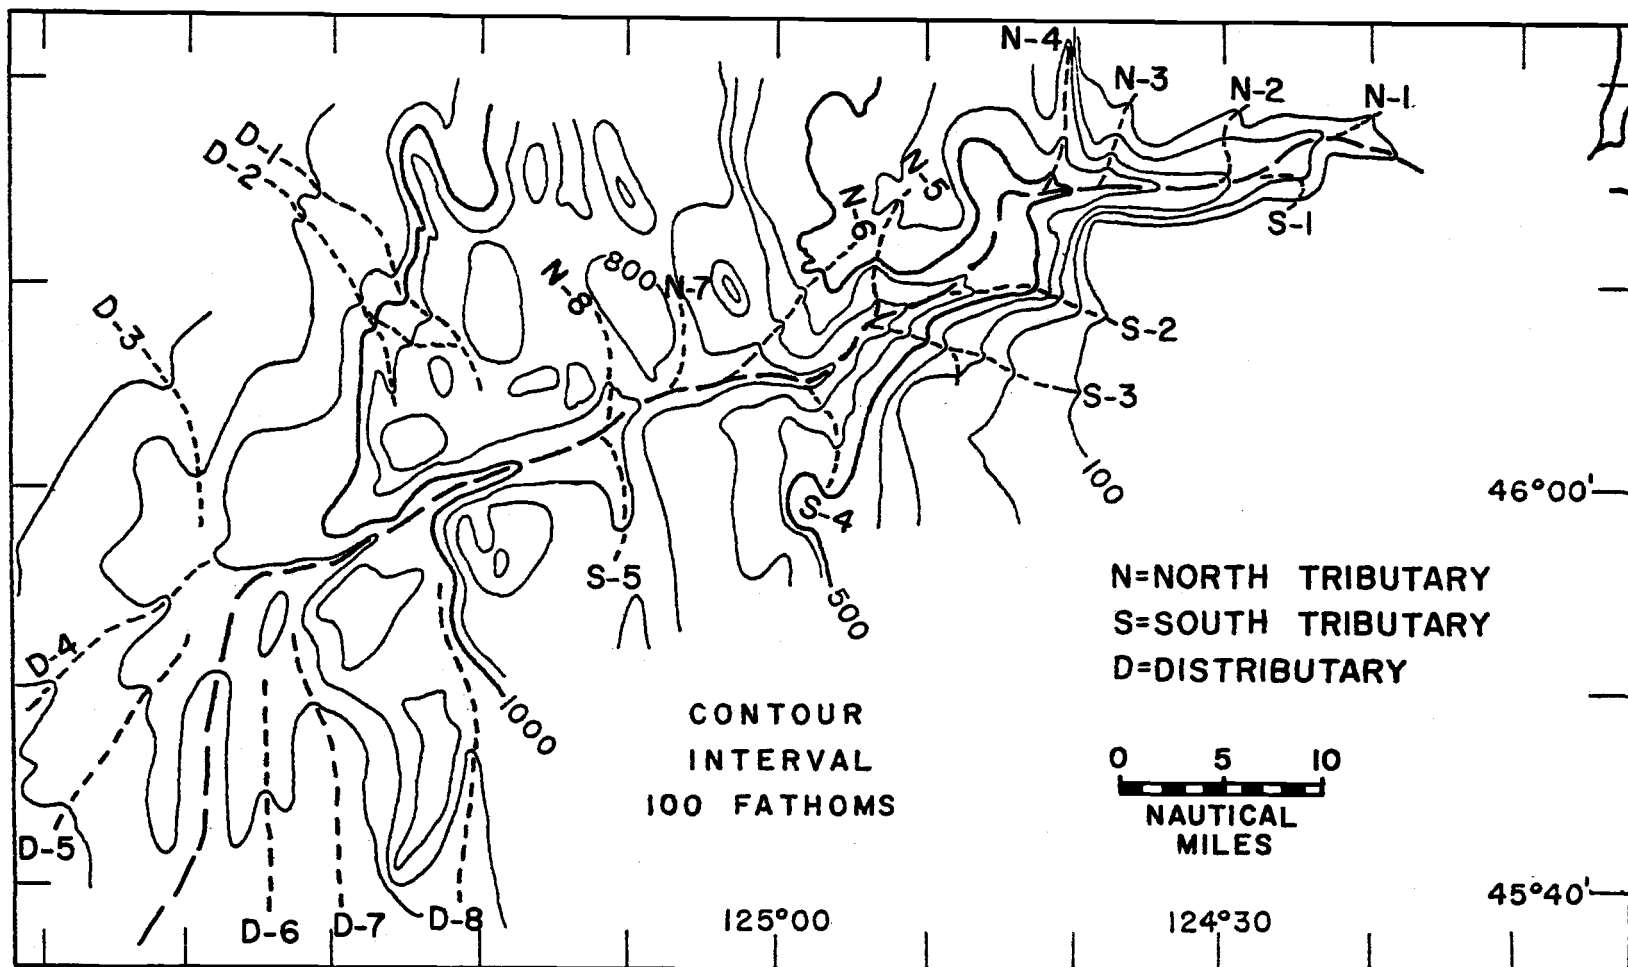 N-4
N-3
N-2
N-1
D-1
D-2
N-5
N-6
S-1
N-8
800
N-7
D-3
S-2
S-3
100
46°00'
S-4
S-5
500
N=NORTH TRIBUTARY
S=SOUTH TRIBUTARY
D=DISTRIBUTARY
D-4
1000
CONTOUR
INTERVAL
100 FATHOMS
0 5 10
NAUTICAL
MILES
D-5
45°40'
D-6
D-7
D-8
125°00
124°30